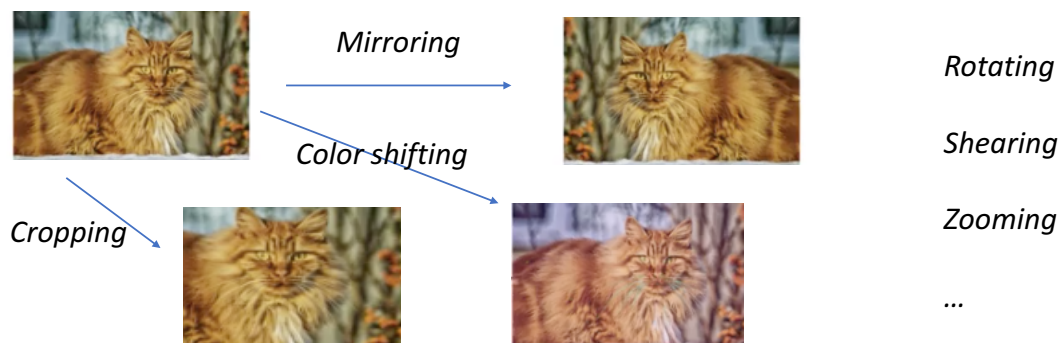 Mirroring
Color shifting
Cropping
Rotating
Shearing
Zooming
...